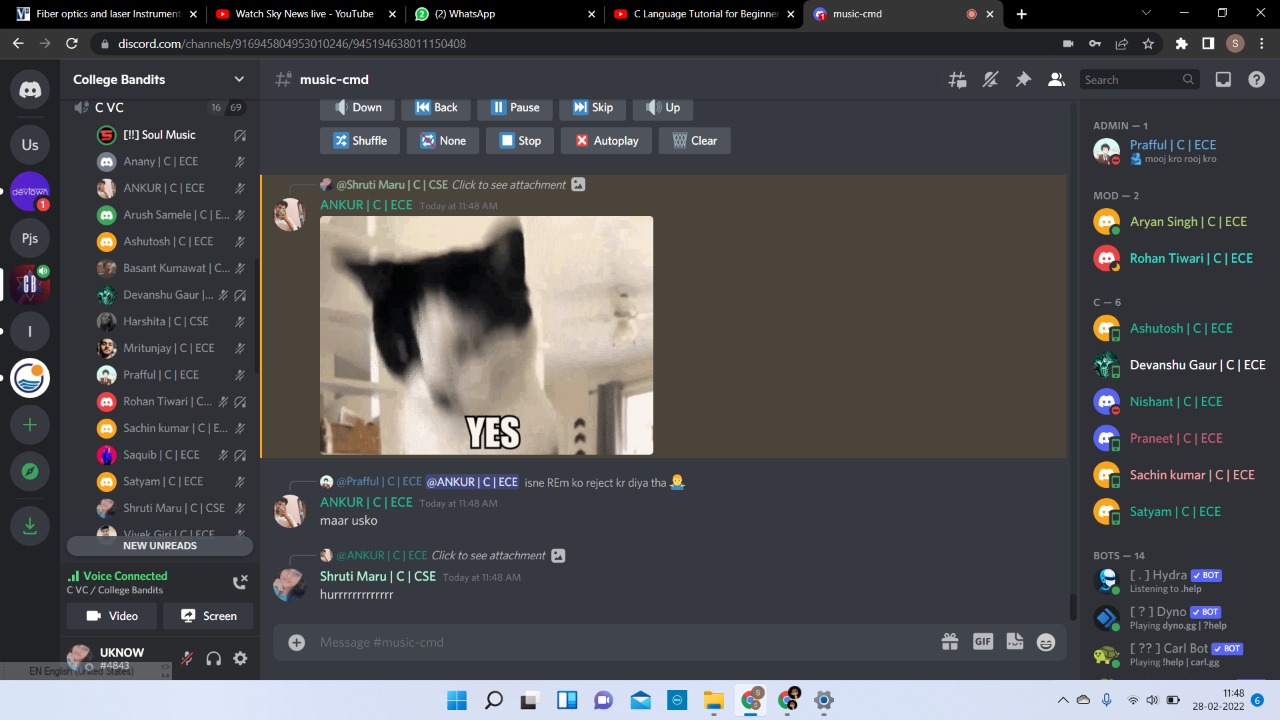 Fiber optics and laser Instrument
Watch Sky News live - YouTube
(2) WhatsApp
C Language Tutorial for Beginner
music-cmd
discord.com/channels/916945804953010246/945194638011150408
S
College Bandits
music-cmd
Search
C VC 16 69
[!!] Soul Music
Anany | C | ECE
ANKUR | C | ECE
Arush Samele | C | E...
Ashutosh | C | ECE
Basant Kumawat | C...
Devanshu Gaur |...
Harshita | C | CSE
Mritunjay | C | ECE
Prafful | C | ECE
Rohan Tiwari | C...
Sachin kumar | C | E...
Saquib | C | ECE
Satyam | C | ECE
Shruti Maru | C | CSE
Vivek Giri | C | ECE
NEW UNREADS
Voice Connected
C VC / College Bandits
Video
Screen
UKNOW
#4843
EN English (United States)
Us
devtown
1
Pjs
I
Down
Back
Pause
Skip
Up
Shuffle
None
Stop
Autoplay
Clear
@Shruti Maru | C | CSE Click to see attachment
ANKUR | C | ECE Today at 11:48 AM
YES
@Prafful | C | ECE @ANKUR | C | ECE isne REm ko reject kr diya tha
ANKUR | C | ECE Today at 11:48 AM
maar usko
@ANKUR | C | ECE Click to see attachment
Shruti Maru | C | CSE Today at 11:48 AM
hurrrrrrrrrrrr
Message #music-cmd
GIF
ADMIN — 1
Prafful | C | ECE
mooj kro rooj kro
MOD — 2
Aryan Singh | C | ECE
Rohan Tiwari | C | ECE
C — 6
Ashutosh | C | ECE
Devanshu Gaur | C | ECE
Nishant | C | ECE
Praneet | C | ECE
Sachin kumar | C | ECE
Satyam | C | ECE
BOTS — 14
[ . ] Hydra ✓ BOT
Listening to .help
[ ? ] Dyno ✓ BOT
Playing dyno.gg | ?help
[ ?? ] Carl Bot ✓ BOT
Playing !help | carl.gg
11:48
28-02-2022
6